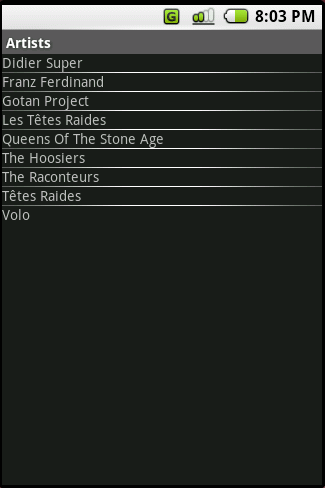 G 8:03 PM
Artists
Didier Super
Franz Ferdinand
Gotan Project
Les Têtes Raides
Queens Of The Stone Age
The Hoosiers
The Raconteurs
Têtes Raides
Volo